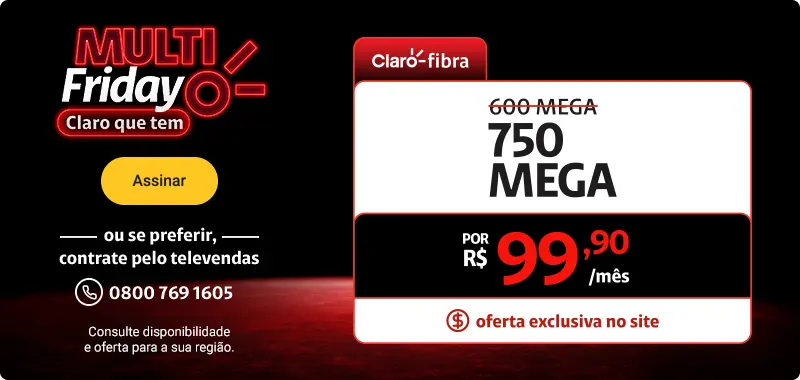 MULTI
Friday
Claro que tem
Assinar
ou se preferir,
contrate pelo televendas
0800 769 1605
Consulte disponibilidade
e oferta para a sua região.
Claro-fibra
600 MEGA
750
MEGA
POR
R$ 99,90
/mês
oferta exclusiva no site